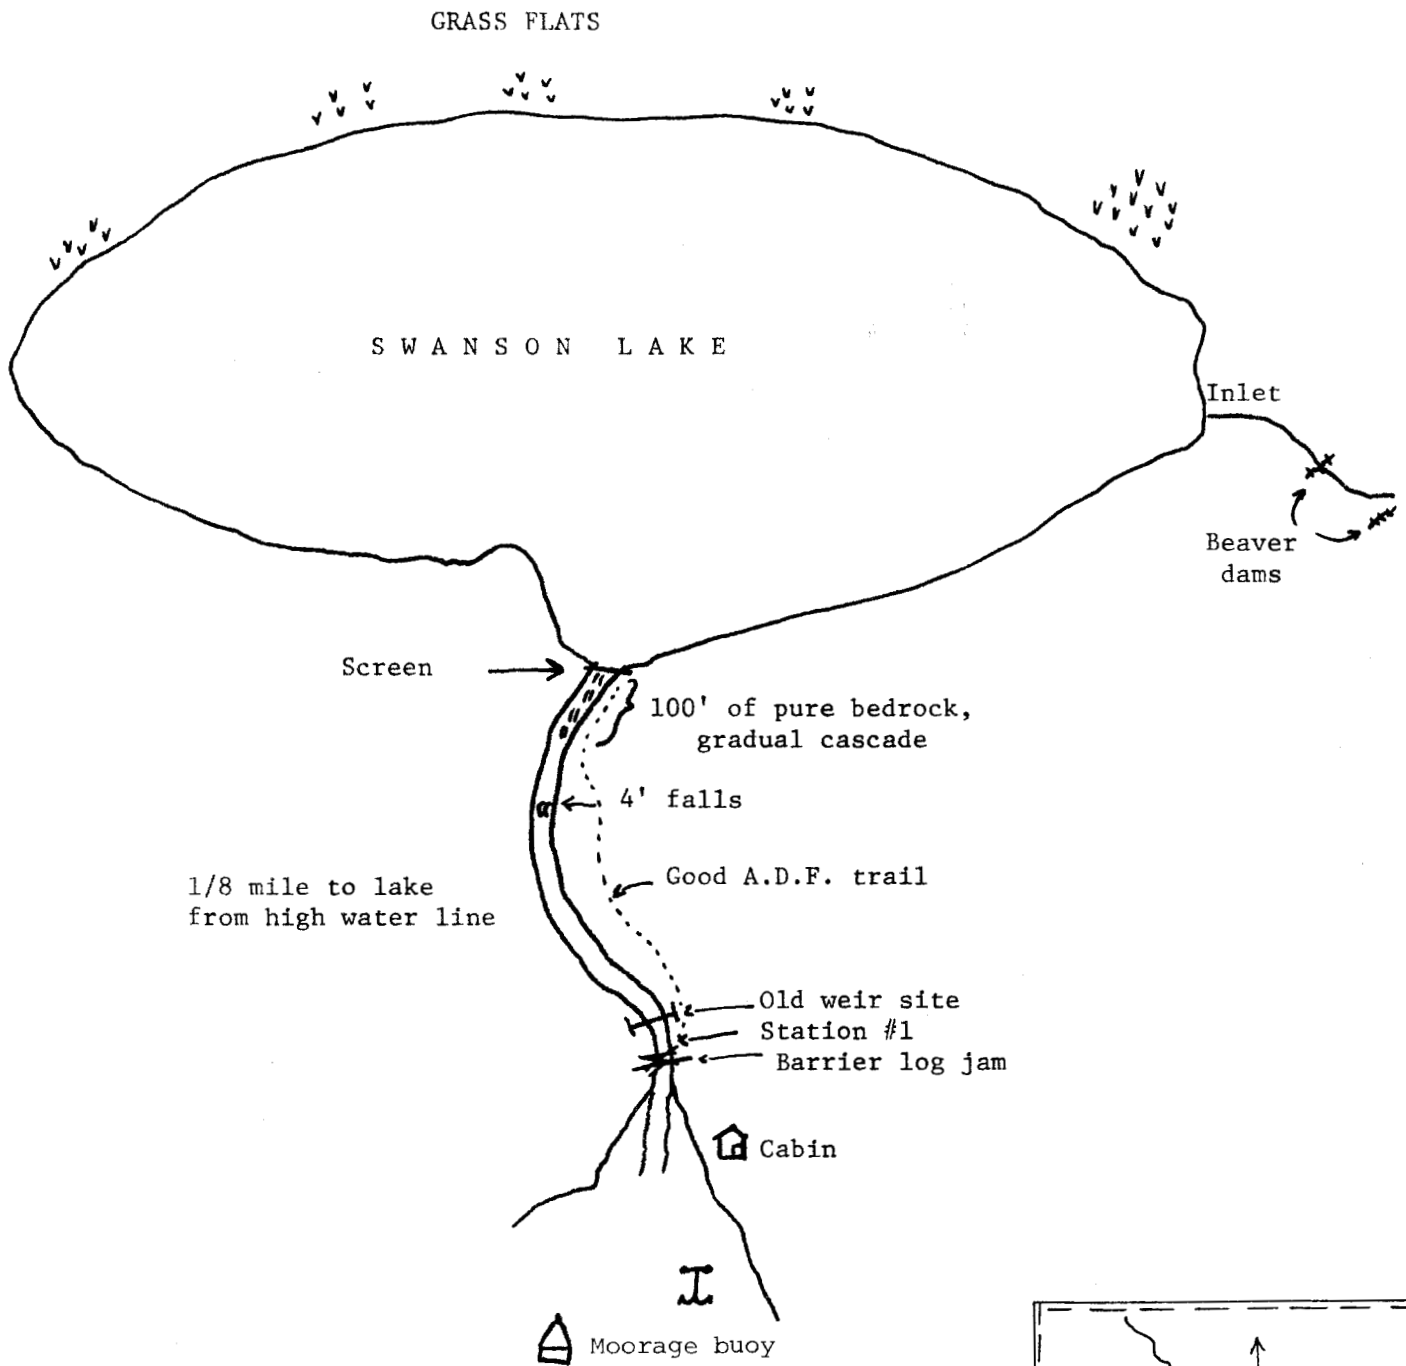 GRASS FLATS
SWANSON LAKE
Inlet
Beaver
dams
Screen
100' of pure bedrock,
gradual cascade
4' falls
Good A.D.F. trail
1/8 mile to lake
from high water line
Old weir site
Station #1
Barrier log jam
Cabin
Moorage buoy